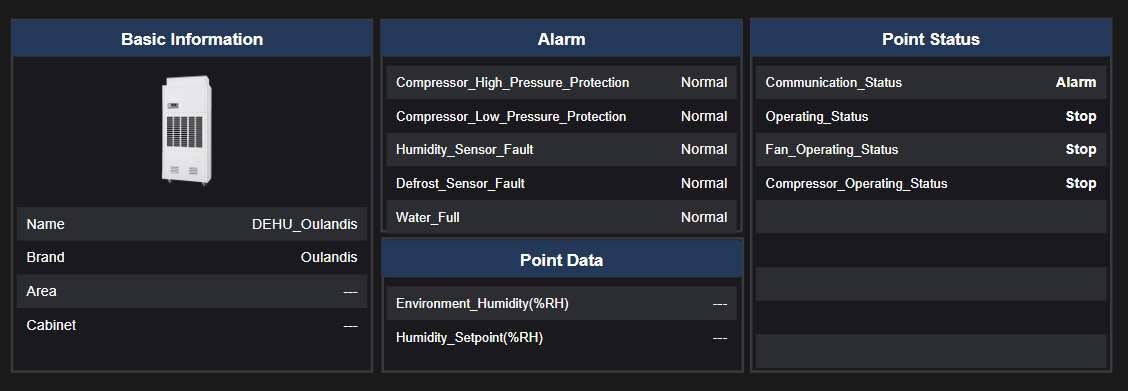 Basic Information
Name DEHU_Oulandis
Brand Oulandis
Area ---
Cabinet ---
Alarm
Compressor_High_Pressure_Protection Normal
Compressor_Low_Pressure_Protection Normal
Humidity_Sensor_Fault Normal
Defrost_Sensor_Fault Normal
Water_Full Normal
Point Data
Environment_Humidity(%RH) ---
Humidity_Setpoint(%RH) ---
Point Status
Communication_Status Alarm
Operating_Status Stop
Fan_Operating_Status Stop
Compressor_Operating_Status Stop